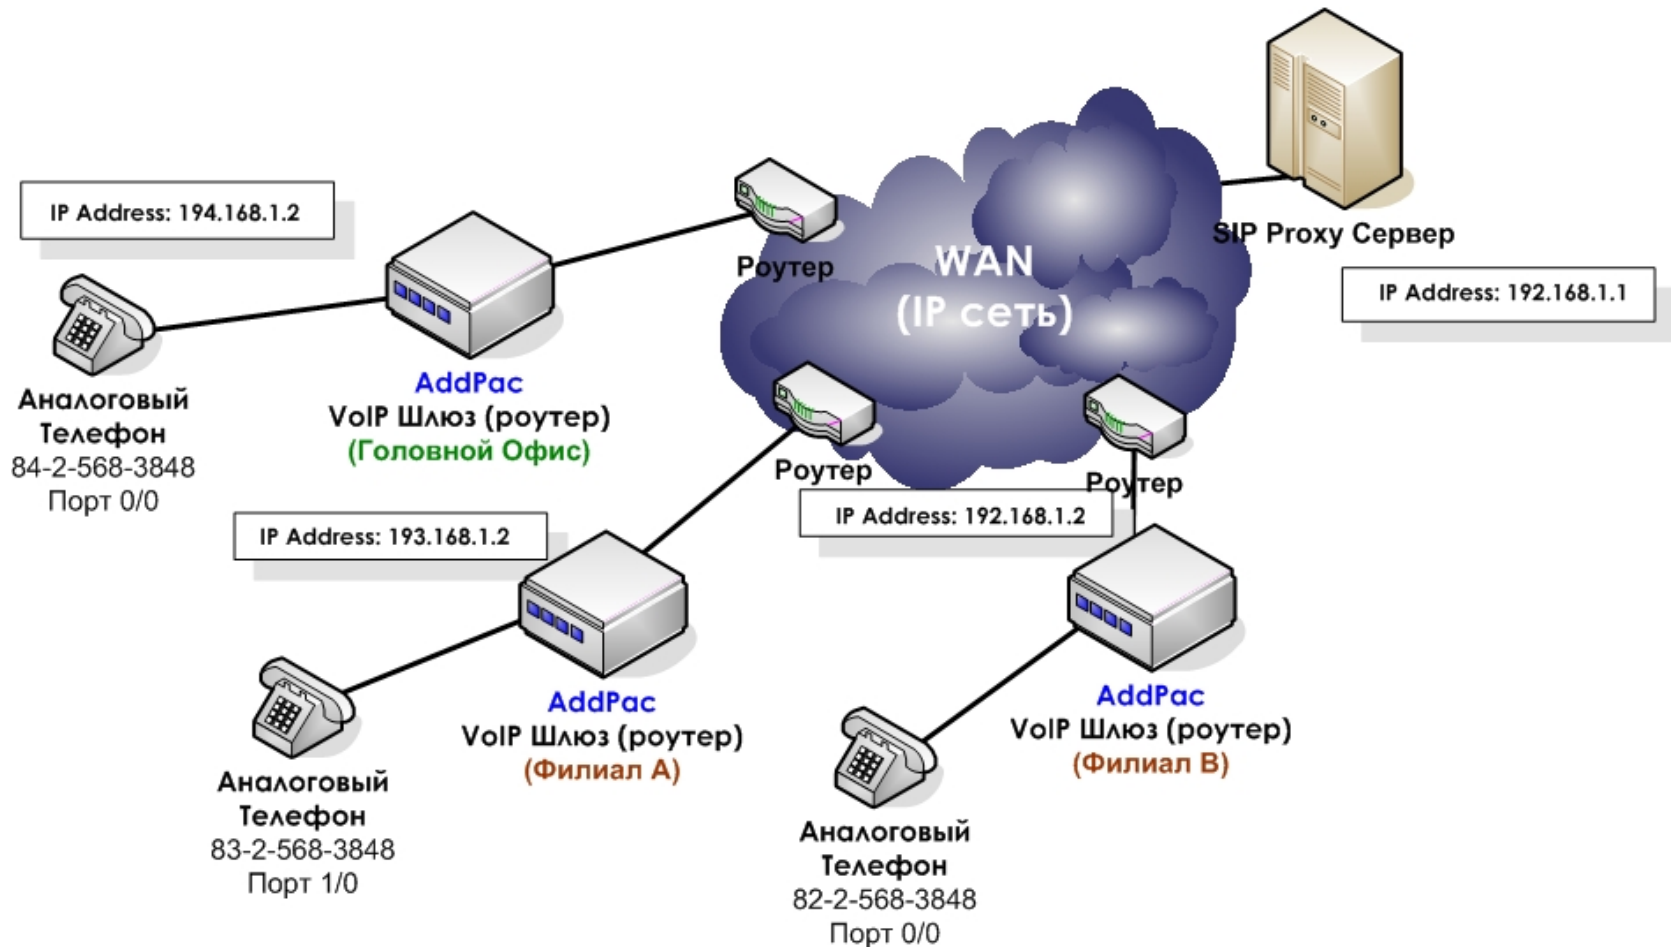 IP Address: 194.168.1.2
Роутер
WAN
(IP сеть)
SIP Proxy Сервер
IP Address: 192.168.1.1
Аналоговый
Телефон
84-2-568-3848
Порт 0/0
AddPac
VoIP Шлюз (роутер)
(Головной Офис)
Роутер
Роутер
IP Address: 193.168.1.2
IP Address: 192.168.1.2
AddPac
VoIP Шлюз (роутер)
(Филиал А)
AddPac
VoIP Шлюз (роутер)
(Филиал В)
Аналоговый
Телефон
83-2-568-3848
Порт 1/0
Аналоговый
Телефон
82-2-568-3848
Порт 0/0